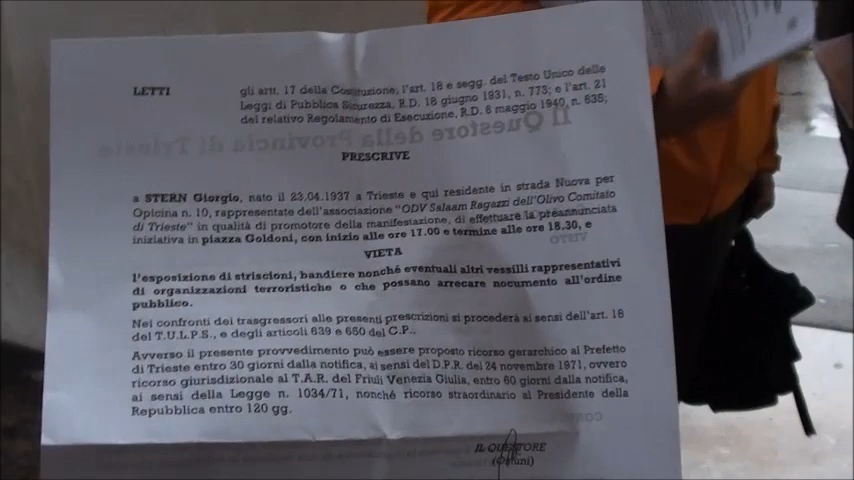 LETTI gli artt. 17 della Costituzione, l'art. 18 e segg. del Testo Unico delle
Leggi di Pubblica Sicurezza, R.D. 18 giugno 1931, n. 773; e l'art. 21
del relativo Regolamento di Esecuzione, R.D. 6 maggio 1940, n. 635;
Il Questore della Provincia di Trieste
PRESCRIVE
a STERN Giorgio, nato il 23.04.1937 a Trieste e qui residente in strada Nuova per
Opicina n. 10, rappresentate dell'associazione "ODV Salaam Ragazzi dell'Olivo Comitato
di Trieste" in qualità di promotore della manifestazione, di effettuare la preannunciata
iniziativa in piazza Goldoni, con inizio alle ore 17.00 e termine alle ore 18.30, e
VISTO
VIETA
l'esposizione di striscioni, bandiere nonché eventuali altri vessilli rappresentativi
di organizzazioni terroristiche o che possano arrecare nocumento all'ordine
pubblico.
Nei confronti dei trasgressori alle presenti prescrizioni si procederà ai sensi dell'art. 18
del T.U.L.P.S., e degli articoli 639 e 650 del C.P..
Avverso il presente provvedimento può essere proposto ricorso gerarchico al Prefetto
di Trieste entro 30 giorni dalla notifica, ai sensi del D.P.R. del 24 novembre 1971, ovvero
ricorso giurisdizionale al T.A.R. del Friuli Venezia Giulia, entro 60 giorni dalla notifica,
ai sensi della Legge n. 1034/71, nonché ricorso straordinario al Presidente della
Repubblica entro 120 gg.
IL QUESTORE
(Ostuni)